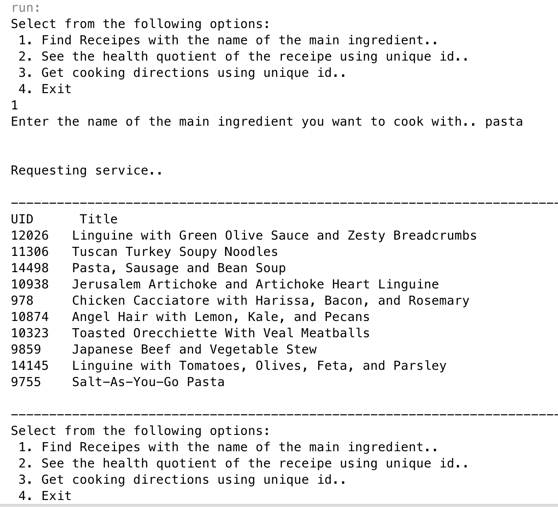 run:
Select from the following options:
1. Find Receipes with the name of the main ingredient..
2. See the health quotient of the receipe using unique id..
3. Get cooking directions using unique id..
4. Exit
1
Enter the name of the main ingredient you want to cook with.. pasta
Requesting service..
UID Title
12026 Linguine with Green Olive Sauce and Zesty Breadcrumbs
11306 Tuscan Turkey Soupy Noodles
14498 Pasta, Sausage and Bean Soup
10938 Jerusalem Artichoke and Artichoke Heart Linguine
978 Chicken Cacciatore with Harissa, Bacon, and Rosemary
10874 Angel Hair with Lemon, Kale, and Pecans
10323 Toasted Orecchiette With Veal Meatballs
9859 Japanese Beef and Vegetable Stew
14145 Linguine with Tomatoes, Olives, Feta, and Parsley
9755 Salt-As-You-Go Pasta
Select from the following options:
1. Find Receipes with the name of the main ingredient..
2. See the health quotient of the receipe using unique id..
3. Get cooking directions using unique id..
4. Exit